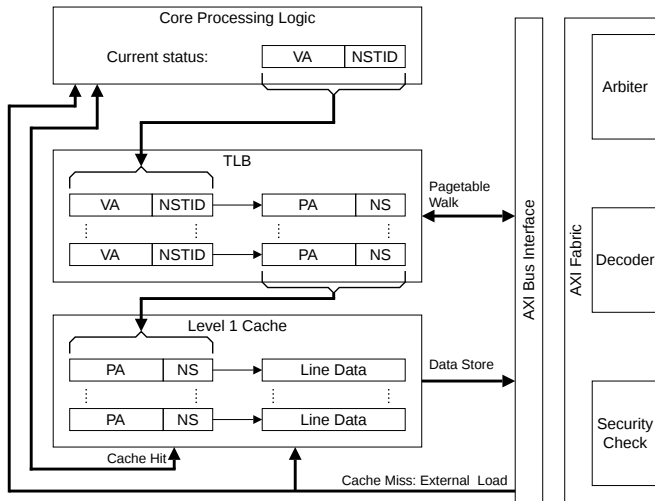 Core Processing Logic
Current status:
VA NSTID
TLB
VA NSTID PA NS
VA NSTID PA NS
Pagetable
Walk
Level 1 Cache
PA NS Line Data
PA NS Line Data
Data Store
Cache Hit
Cache Miss: External Load
AXI Bus Interface
AXI Fabric
Arbiter
Decoder
Security
Check